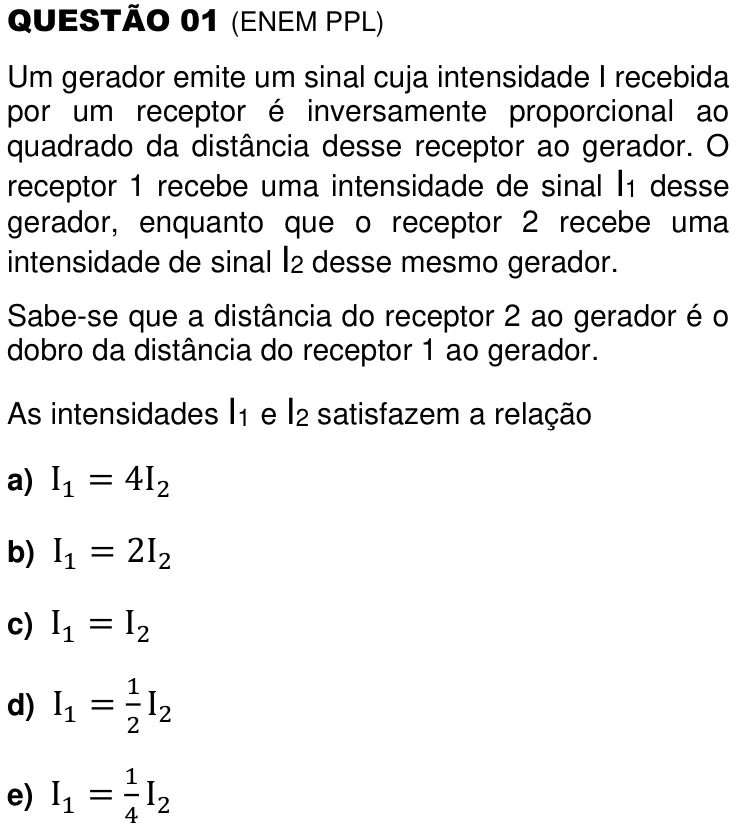 QUESTÃO 01 (ENEM PPL)
Um gerador emite um sinal cuja intensidade I recebida
por um receptor é inversamente proporcional ao
quadrado da distância desse receptor ao gerador. O
receptor 1 recebe uma intensidade de sinal I₁ desse
gerador, enquanto que o receptor 2 recebe uma
intensidade de sinal I₂ desse mesmo gerador.
Sabe-se que a distância do receptor 2 ao gerador é o
dobro da distância do receptor 1 ao gerador.
As intensidades I₁ e I₂ satisfazem a relação
a) I₁ = 4I₂
b) I₁ = 2I₂
c) I₁ = I₂
d) I₁ = 1/2 I₂
e) I₁ = 1/4 I₂